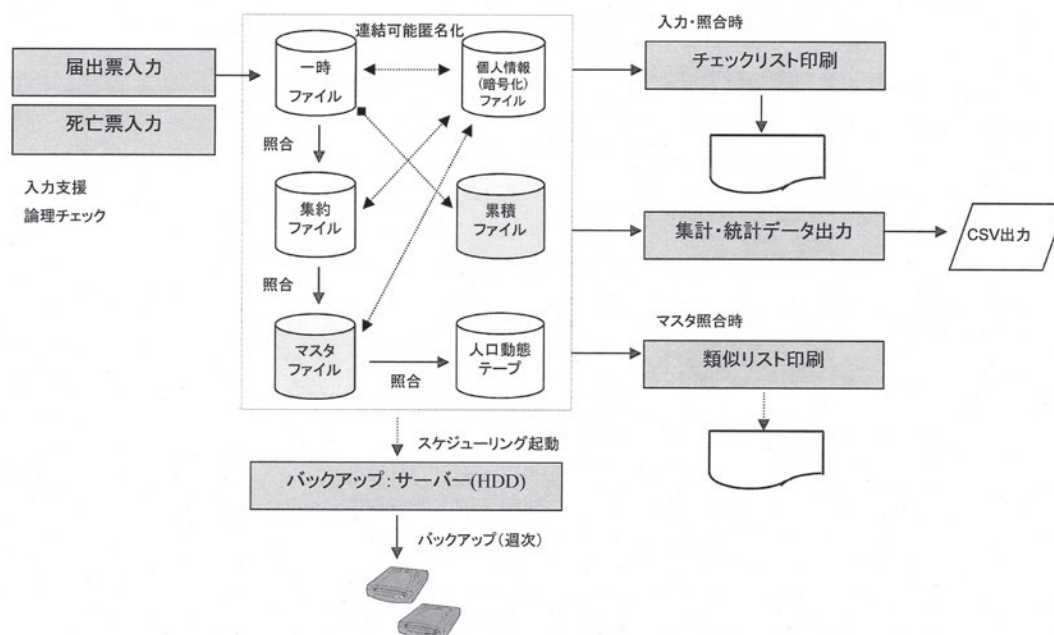 連結可能匿名化
入力・照合時
届出票入力
一時
ファイル
個人情報
(暗号化)
ファイル
チェックリスト印刷
死亡票入力
照合
入力支援
論理チェック
集約
ファイル
累積
ファイル
集計・統計データ出力
CSV出力
照合
マスタ照合時
マスタ
ファイル
照合
人口動態
テープ
類似リスト印刷
スケジューリング起動
バックアップ:サーバー(HDD)
バックアップ(週次)